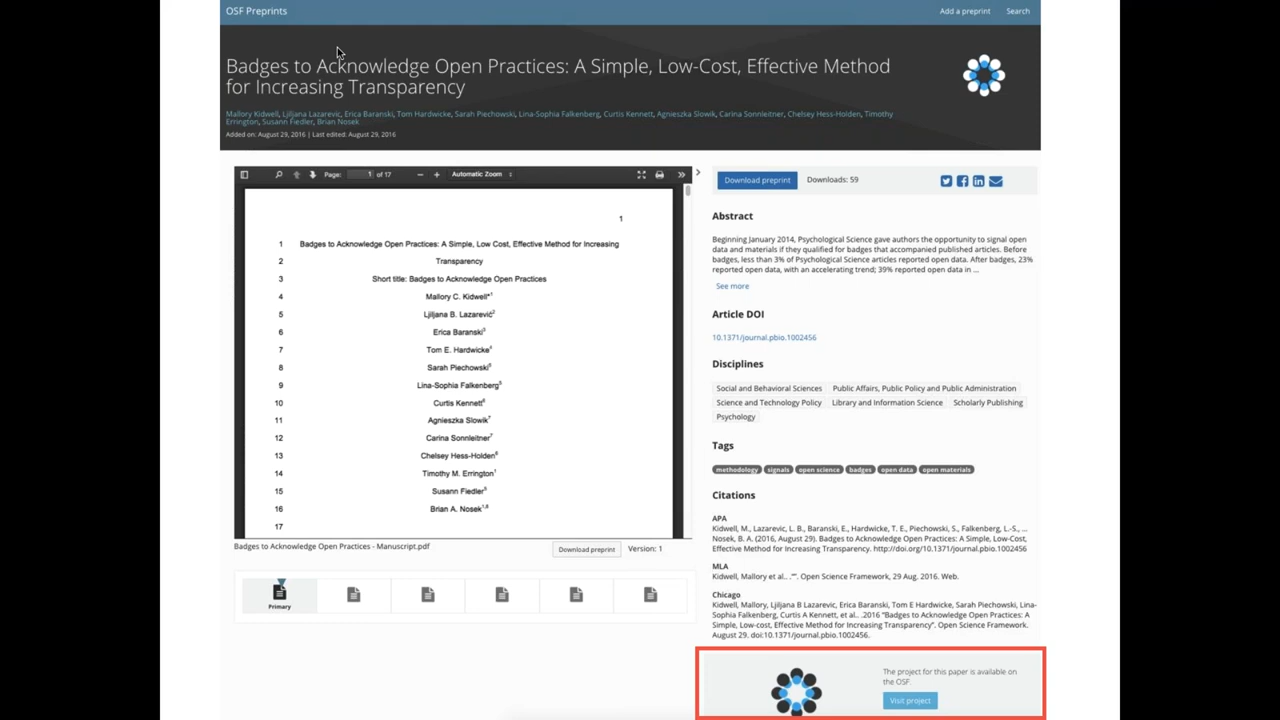 OSF Preprints
Add a preprint Search
Badges to Acknowledge Open Practices: A Simple, Low-Cost, Effective Method
for Increasing Transparency
Mallory Kidwell, Ljiljana Lazarevic, Erica Baranski, Tom Hardwicke, Sarah Piechowski, Lina-Sophia Falkenberg, Curtis Kennett, Agnieszka Slowik, Carina Sonnleitner, Chelsey Hess-Holden, Timothy
Errington, Susann Fiedler, Brian Nosek
Added on: August 29, 2016 | Last edited: August 29, 2016
Page: 1 of 17 Automatic Zoom
1
1 Badges to Acknowledge Open Practices: A Simple, Low Cost, Effective Method for Increasing
2 Transparency
3 Short title: Badges to Acknowledge Open Practices
4 Mallory C. Kidwell*1
5 Ljiljana B. Lazarević2
6 Erica Baranski3
7 Tom E. Hardwicke4
8 Sarah Piechowski5
9 Lina-Sophia Falkenberg5
10 Curtis Kennett6
11 Agnieszka Slowik7
12 Carina Sonnleitner7
13 Chelsey Hess-Holden6
14 Timothy M. Errington1
15 Susann Fiedler5
16 Brian A. Nosek1,8
17
Badges to Acknowledge Open Practices - Manuscript.pdf
Download preprint Version: 1
Primary
Download preprint Downloads: 59
Abstract
Beginning January 2014, Psychological Science gave authors the opportunity to signal open
data and materials if they qualified for badges that accompanied published articles. Before
badges, less than 3% of Psychological Science articles reported open data. After badges, 23%
reported open data, with an accelerating trend; 39% reported open data in ...
See more
Article DOI
10.1371/journal.pbio.1002456
Disciplines
Social and Behavioral Sciences Public Affairs, Public Policy and Public Administration
Science and Technology Policy Library and Information Science Scholarly Publishing
Psychology
Tags
methodology signals open science badges open data open materials
Citations
APA
Kidwell, M., Lazarevic, L. B., Baranski, E., Hardwicke, T. E., Piechowski, S., Falkenberg, L.-S., ...
Nosek, B. A. (2016, August 29). Badges to Acknowledge Open Practices: A Simple, Low-Cost,
Effective Method for Increasing Transparency. http://doi.org/10.1371/journal.pbio.1002456
MLA
Kidwell, Mallory et al.. .“”. Open Science Framework, 29 Aug. 2016. Web.
Chicago
Kidwell, Mallory, Ljiljana B Lazarevic, Erica Baranski, Tom E Hardwicke, Sarah Piechowski, Lina-
Sophia Falkenberg, Curtis A Kennett, et al.. .2016 “Badges to Acknowledge Open Practices: A
Simple, Low-cost, Effective Method for Increasing Transparency”. Open Science Framework.
August 29. doi:10.1371/journal.pbio.1002456.
The project for this paper is available on
the OSF.
Visit project